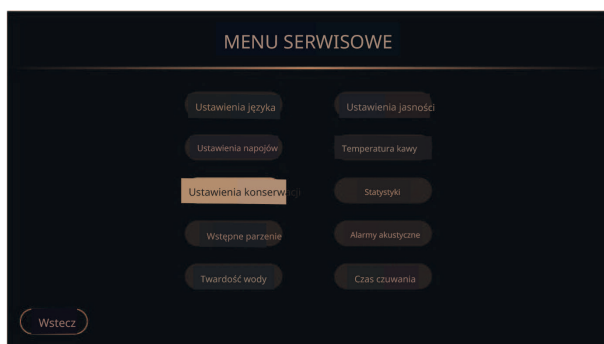 MENU SERWISOWE
Ustawienia języka
Ustawienia jasności
Ustawienia napojów
Temperatura kawy
Ustawienia konserwacji
Statystyki
Wstępne parzenie
Alarmy akustyczne
Twardość wody
Czas czuwania
Wstecz